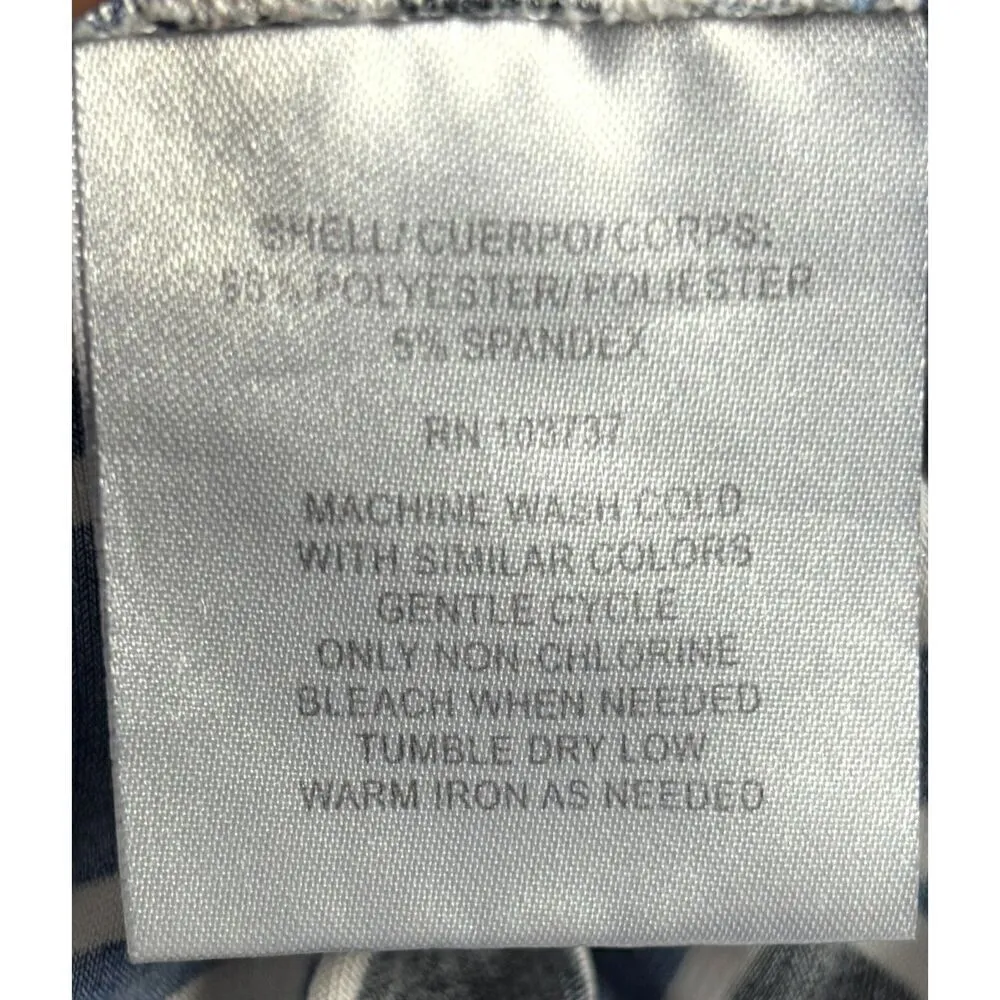 SHELL/CUERPO/CORPS:
95% POLYESTER/POLIÉSTER
5% SPANDEX
RN 103737
MACHINE WASH COLD
WITH SIMILAR COLORS
GENTLE CYCLE
ONLY NON-CHLORINE
BLEACH WHEN NEEDED
TUMBLE DRY LOW
WARM IRON AS NEEDED